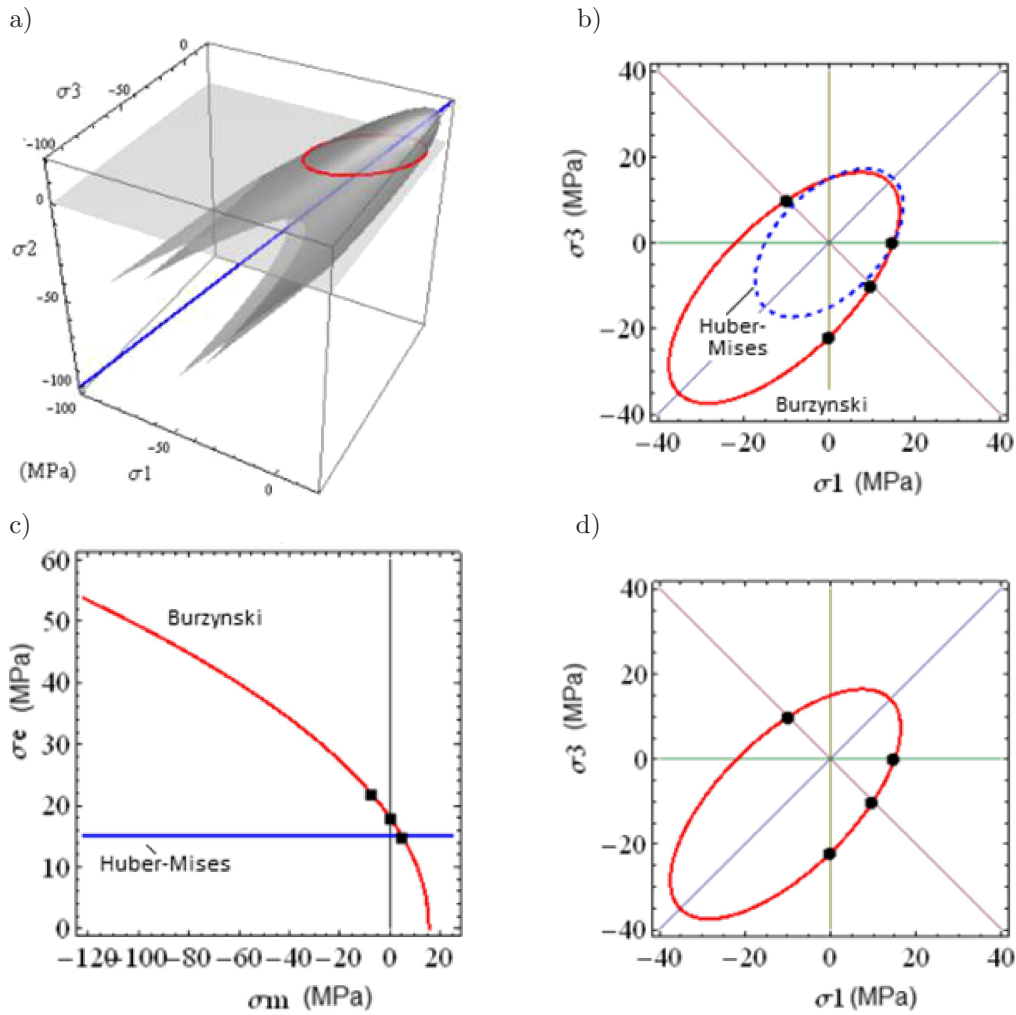 a)
0
σ3
-50
-100
0
σ2
-50
-100
-100
-50
(MPa)
σ1
0
b)
40
20
σ3 (MPa)
0
Huber-
Mises
−20
Burzynski
−40
−40 −20 0 20 40
σ1 (MPa)
c)
60
Burzynski
50
40
σe (MPa)
30
20
Huber-Mises
10
0
−120 −100 −80 −60 −40 −20 0 20
σm (MPa)
d)
40
20
σ3 (MPa)
0
−20
−40
−40 −20 0 20 40
σ1 (MPa)